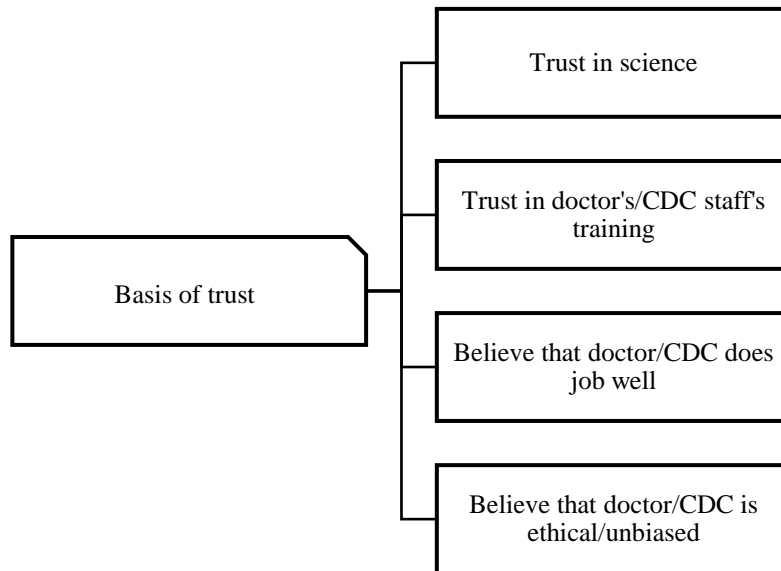 Trust in science
Trust in doctor's/CDC staff's
training
Basis of trust
Believe that doctor/CDC does
job well
Believe that doctor/CDC is
ethical/unbiased